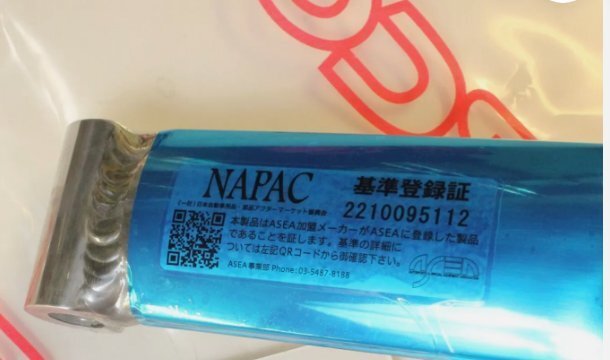 NAPAC
(一社)日本自動車用品・部品アフターマーケット振興会
基準登録証
2210095112
本製品はASEA加盟メーカーがASEAに登録した製品
であることを証します。基準の詳細に
ついては左記QRコードから御確認下さい。
ASEA事業部 Phone:03-5487-8188
ASEA